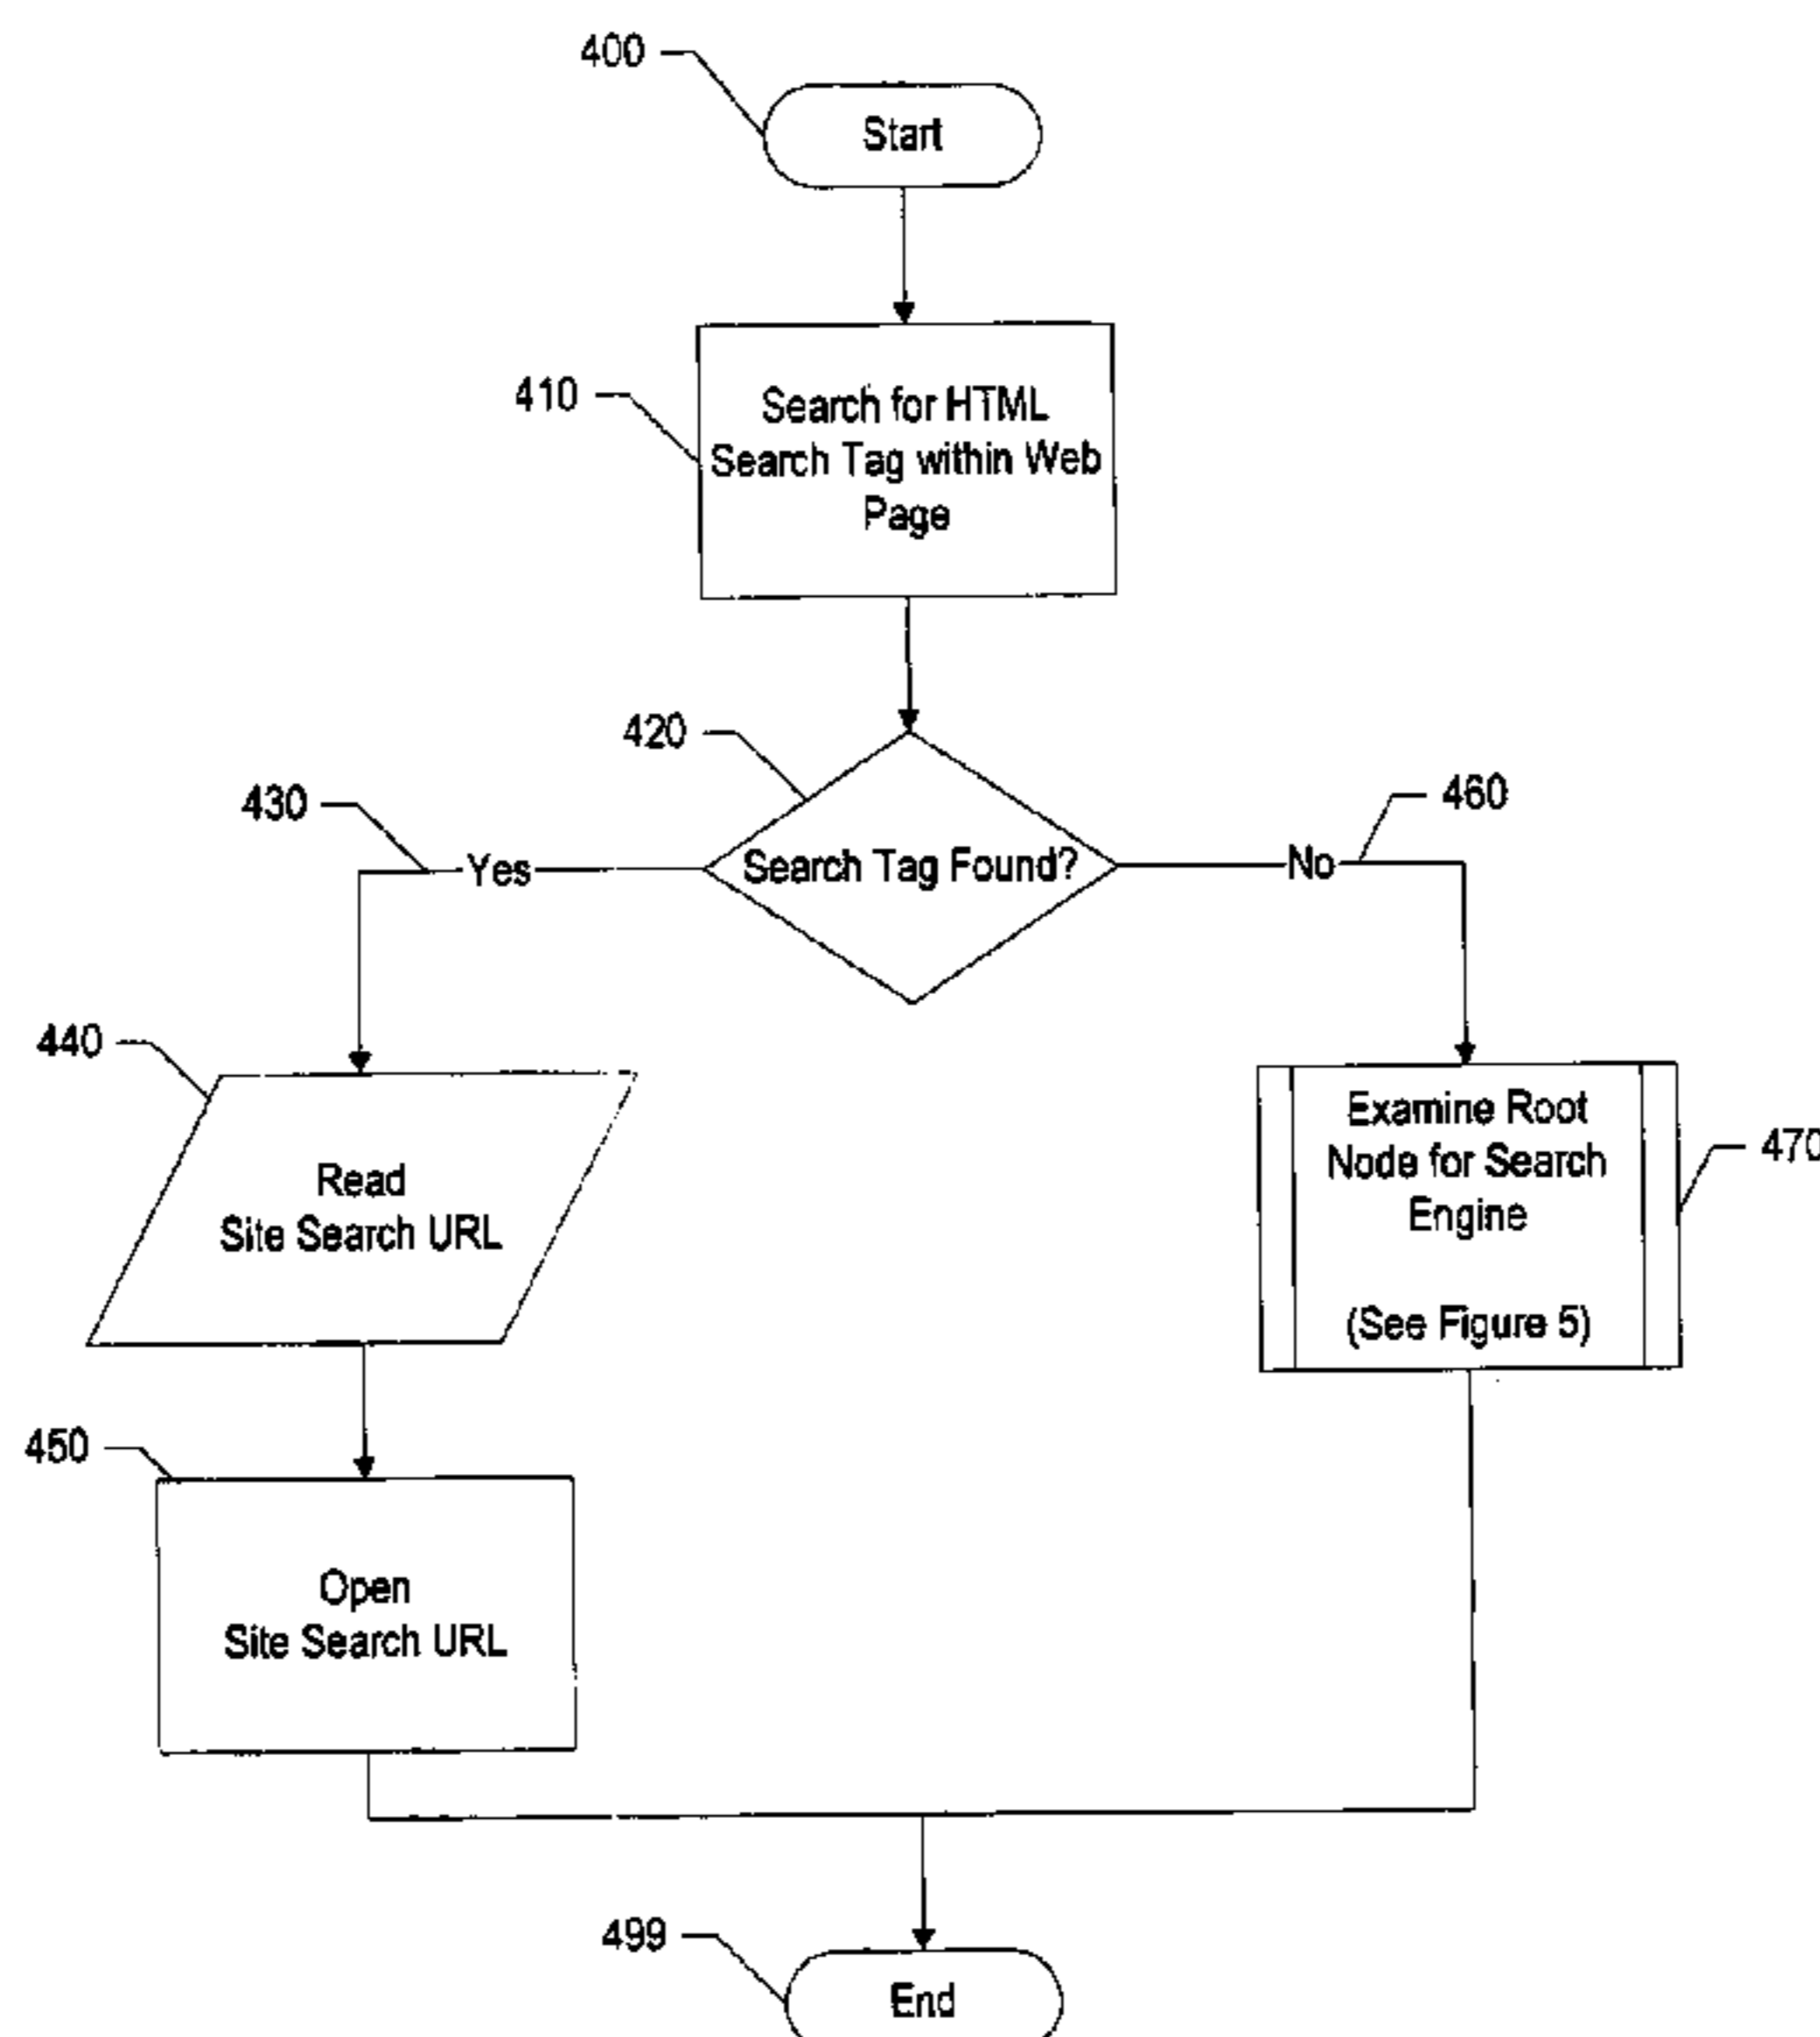 400
Start
410
Search for HTML
Search Tag within Web
Page
420
430
460
Yes
Search Tag Found?
No
440
470
Read
Site Search URL
Examine Root
Node for Search
Engine
(See Figure 5)
450
Open
Site Search URL
499
End